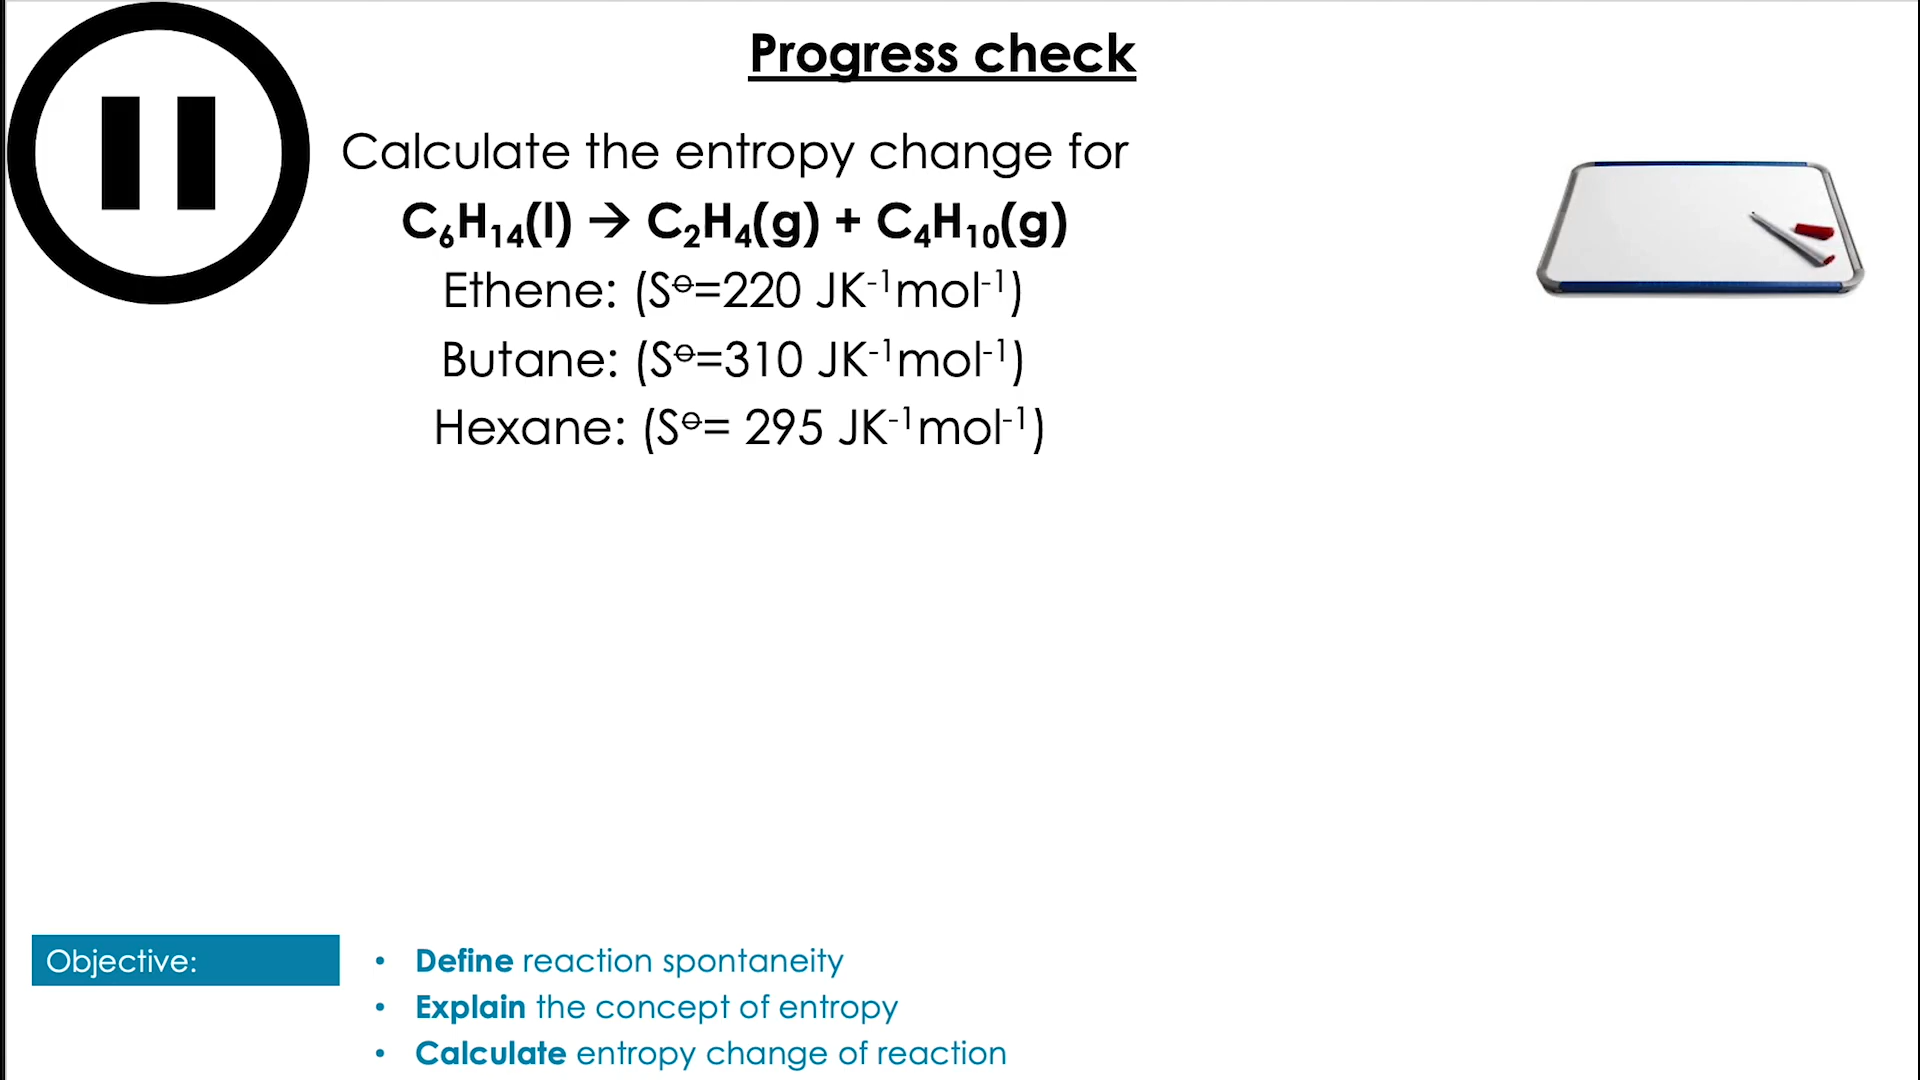 Progress check
Calculate the entropy change for
C₆H₁₄(l) → C₂H₄(g) + C₄H₁₀(g)
Ethene: (S⦵=220 JK⁻¹mol⁻¹)
Butane: (S⦵=310 JK⁻¹mol⁻¹)
Hexane: (S⦵= 295 JK⁻¹mol⁻¹)
Objective:
• Define reaction spontaneity
• Explain the concept of entropy
• Calculate entropy change of reaction